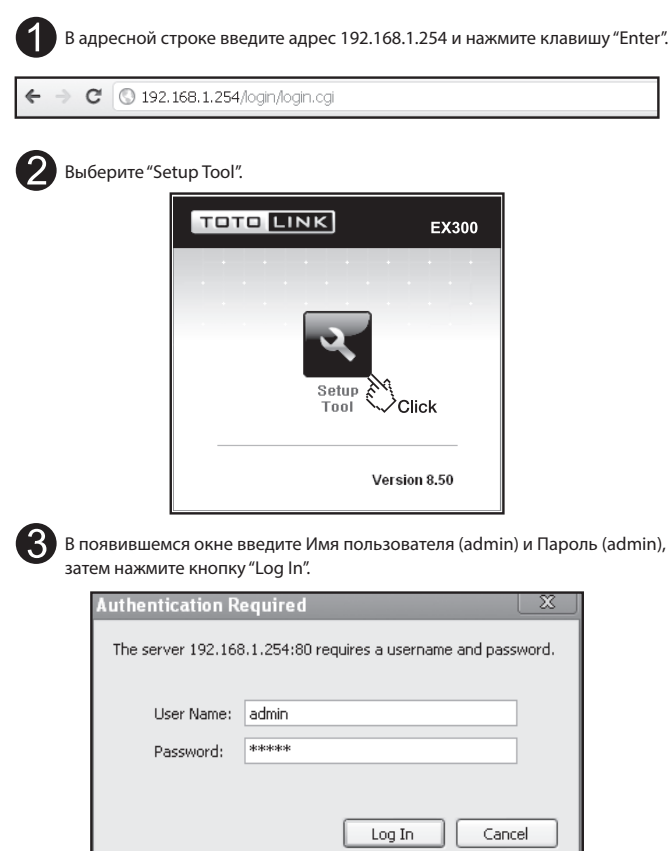 1 В адресной строке введите адрес 192.168.1.254 и нажмите клавишу “Enter”.
192.168.1.254/login/login.cgi
2 Выберите “Setup Tool”.
TOTO LINK EX300
Setup
Tool
Click
Version 8.50
3 В появившемся окне введите Имя пользователя (admin) и Пароль (admin),
затем нажмите кнопку “Log In”.
Authentication Required
The server 192.168.1.254:80 requires a username and password.
User Name: admin
Password: *****
Log In Cancel